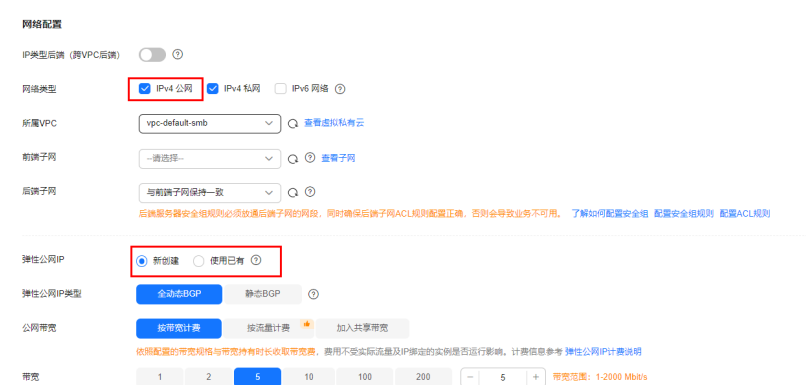 网络配置
IP类型后端（跨VPC后端）
网络类型 IPv4 公网 IPv4 私网 IPv6 网络
所属VPC vpc-default-smb 查看虚拟私有云
前端子网 --请选择-- 查看子网
后端子网 与前端子网保持一致
后端服务器安全组规则必须放通后端子网的网段，同时确保后端子网ACL规则配置正确，否则会导致业务不可用。 了解如何配置安全组 配置安全组规则 配置ACL规则
弹性公网IP 新创建 使用已有
弹性公网IP类型 全动态BGP 静态BGP
公网带宽 按带宽计费 按流量计费 加入共享带宽
依照配置的带宽规格与带宽持有时长收取带宽费，费用不受实际流量及IP绑定的实例是否运行影响。计费信息参考 弹性公网IP计费说明
带宽 1 2 5 10 100 200 - 5 + 带宽范围：1-2000 Mbit/s